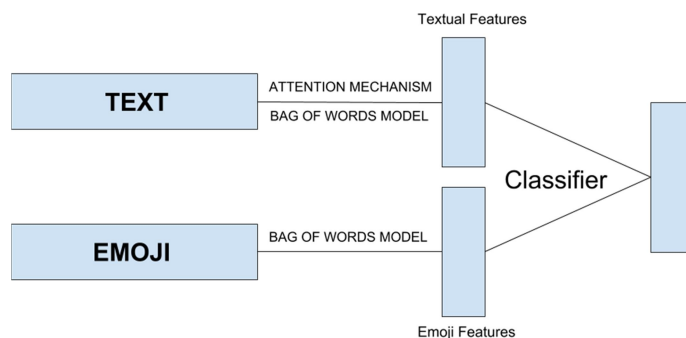 Textual Features
TEXT
ATTENTION MECHANISM
BAG OF WORDS MODEL
Classifier
EMOJI
BAG OF WORDS MODEL
Emoji Features